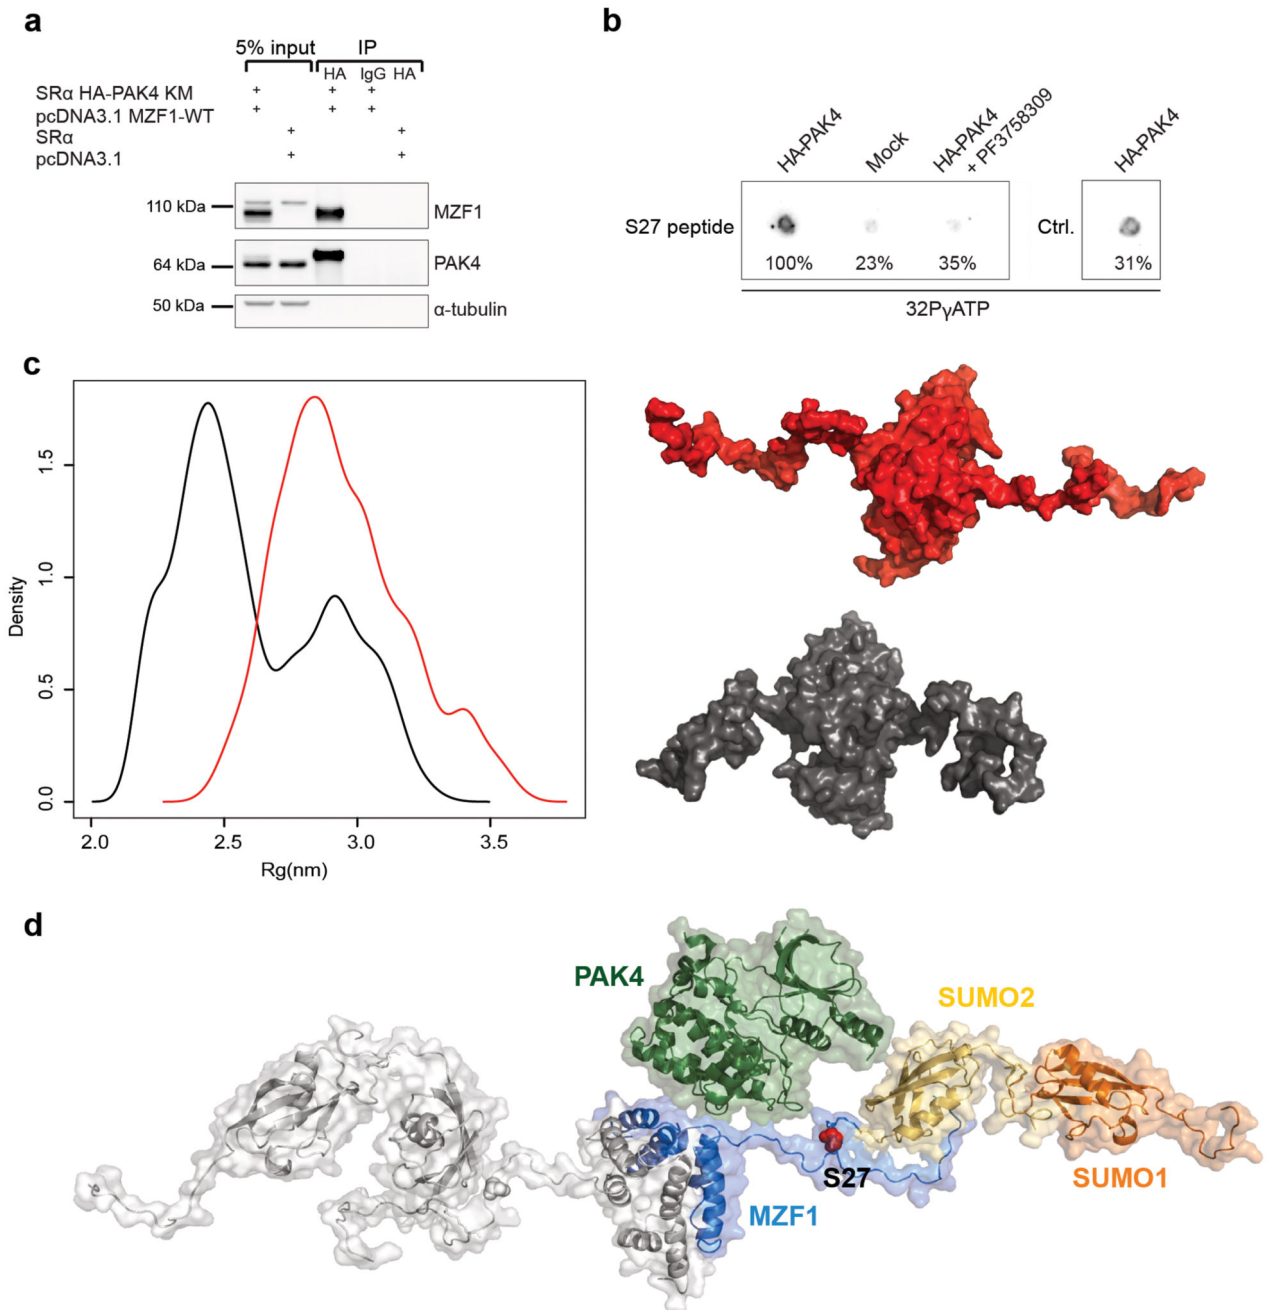 a
5% input IP
HA IgG HA
SRα HA-PAK4 KM + + +
pcDNA3.1 MZF1-WT + + +
SRα + +
pcDNA3.1 + +
110 kDa MZF1
64 kDa PAK4
50 kDa α-tubulin
b
HA-PAK4 Mock HA-PAK4 + PF3758309 HA-PAK4
S27 peptide Ctrl.
100% 23% 35% 31%
32PγATP
c
Density
1.5
1.0
0.5
0.0
2.0 2.5 3.0 3.5
Rg(nm)
d
PAK4
SUMO2
S27
SUMO1
MZF1